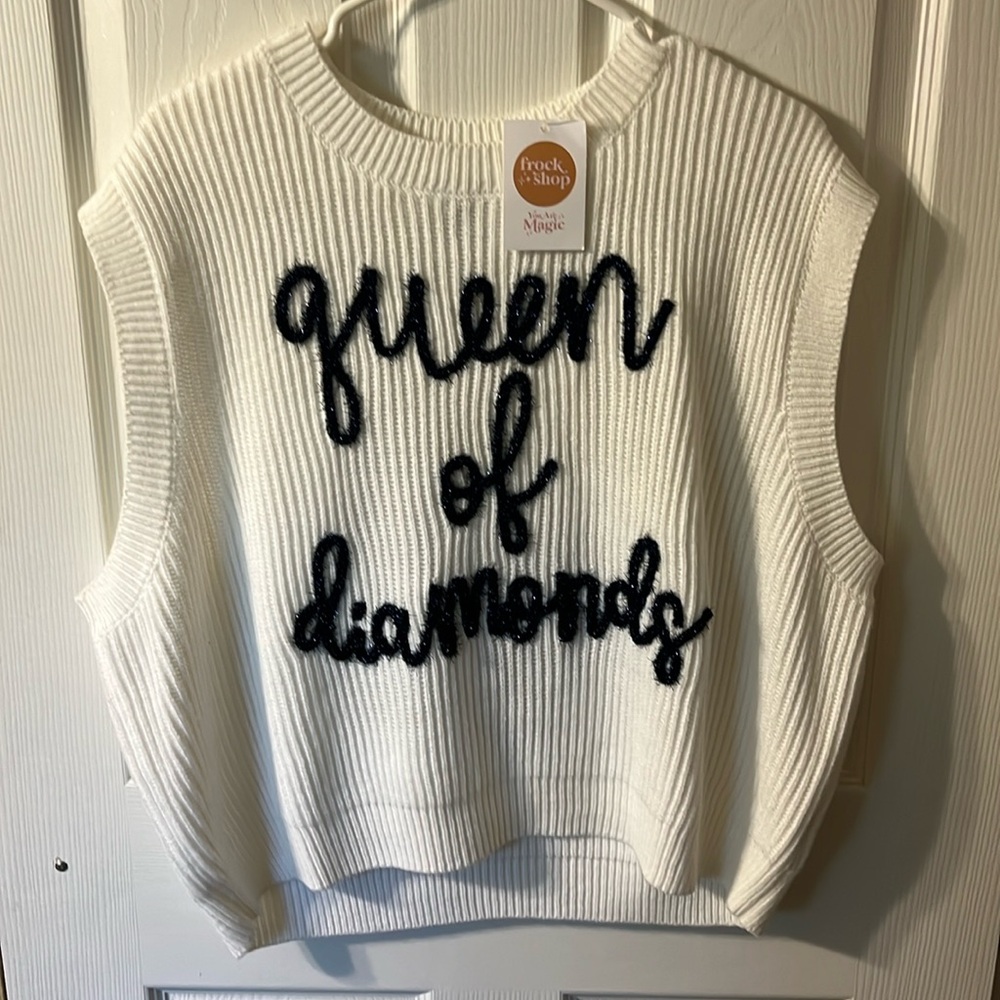 frock
shop
You Are
Magic
queen
of
diamonds